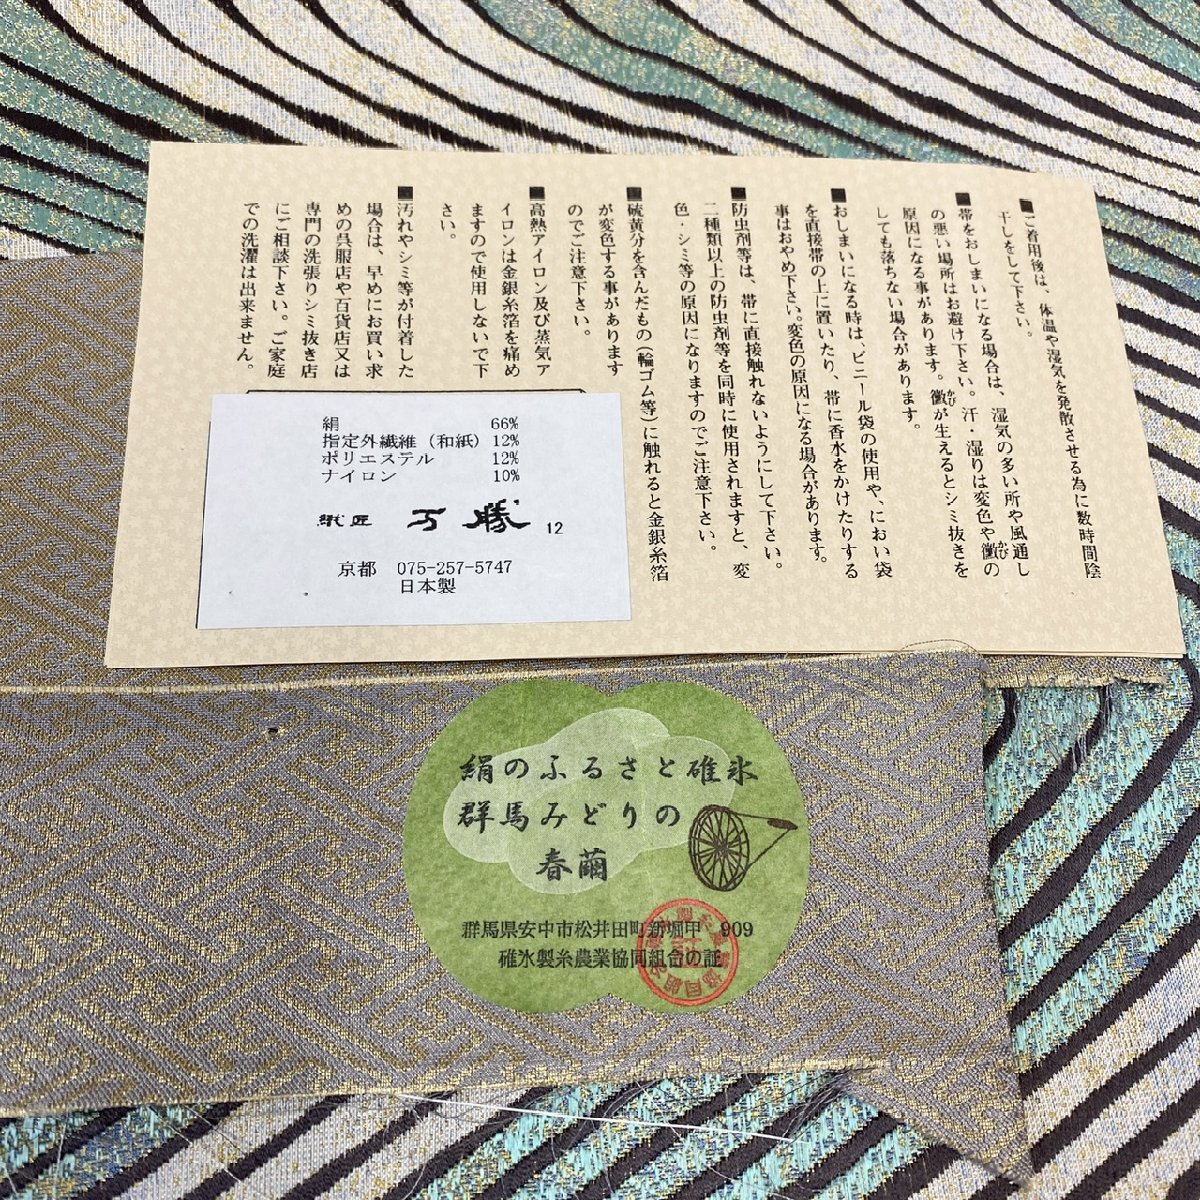 ■ご着用後は、体温や湿気を発散させる為に数時間陰
干しをして下さい。
■帯をおしまいになる場合は、湿気の多い所や風通し
の悪い場所はお避け下さい。汗・湿りは変色や黴の
かび
原因になる事があります。黴が生えるとシミ抜きを
かび
しても落ちない場合があります。
■おしまいになる時は、ビニール袋の使用や、におい袋
を直接帯の上に置いたり、帯に香水をかけたりする
事はおやめ下さい。変色の原因になる場合があります。
■防虫剤等は、帯に直接触れないようにして下さい。
二種類以上の防虫剤等を同時に使用されますと、変
色・シミ等の原因になりますのでご注意下さい。
■硫黄分を含んだもの（輪ゴム等）に触れると金銀糸箔
が変色する事があります
のでご注意下さい。
■高熱アイロン及び蒸気ア
イロンは金銀糸箔を痛め
ますので使用しないで下
さい。
■汚れやシミ等が付着した
場合は、早めにお買い求
めの呉服店や百貨店又は
専門の洗張りシミ抜き店
にご相談下さい。ご家庭
での洗濯は出来ません。
絹 66%
指定外繊維（和紙） 12%
ポリエステル 12%
ナイロン 10%
織匠 万勝 12
京都 075-257-5747
日本製
絹のふるさと碓氷
群馬みどりの
春繭
群馬県安中市松井田町新堀甲 909
碓氷製糸農業協同組合の証